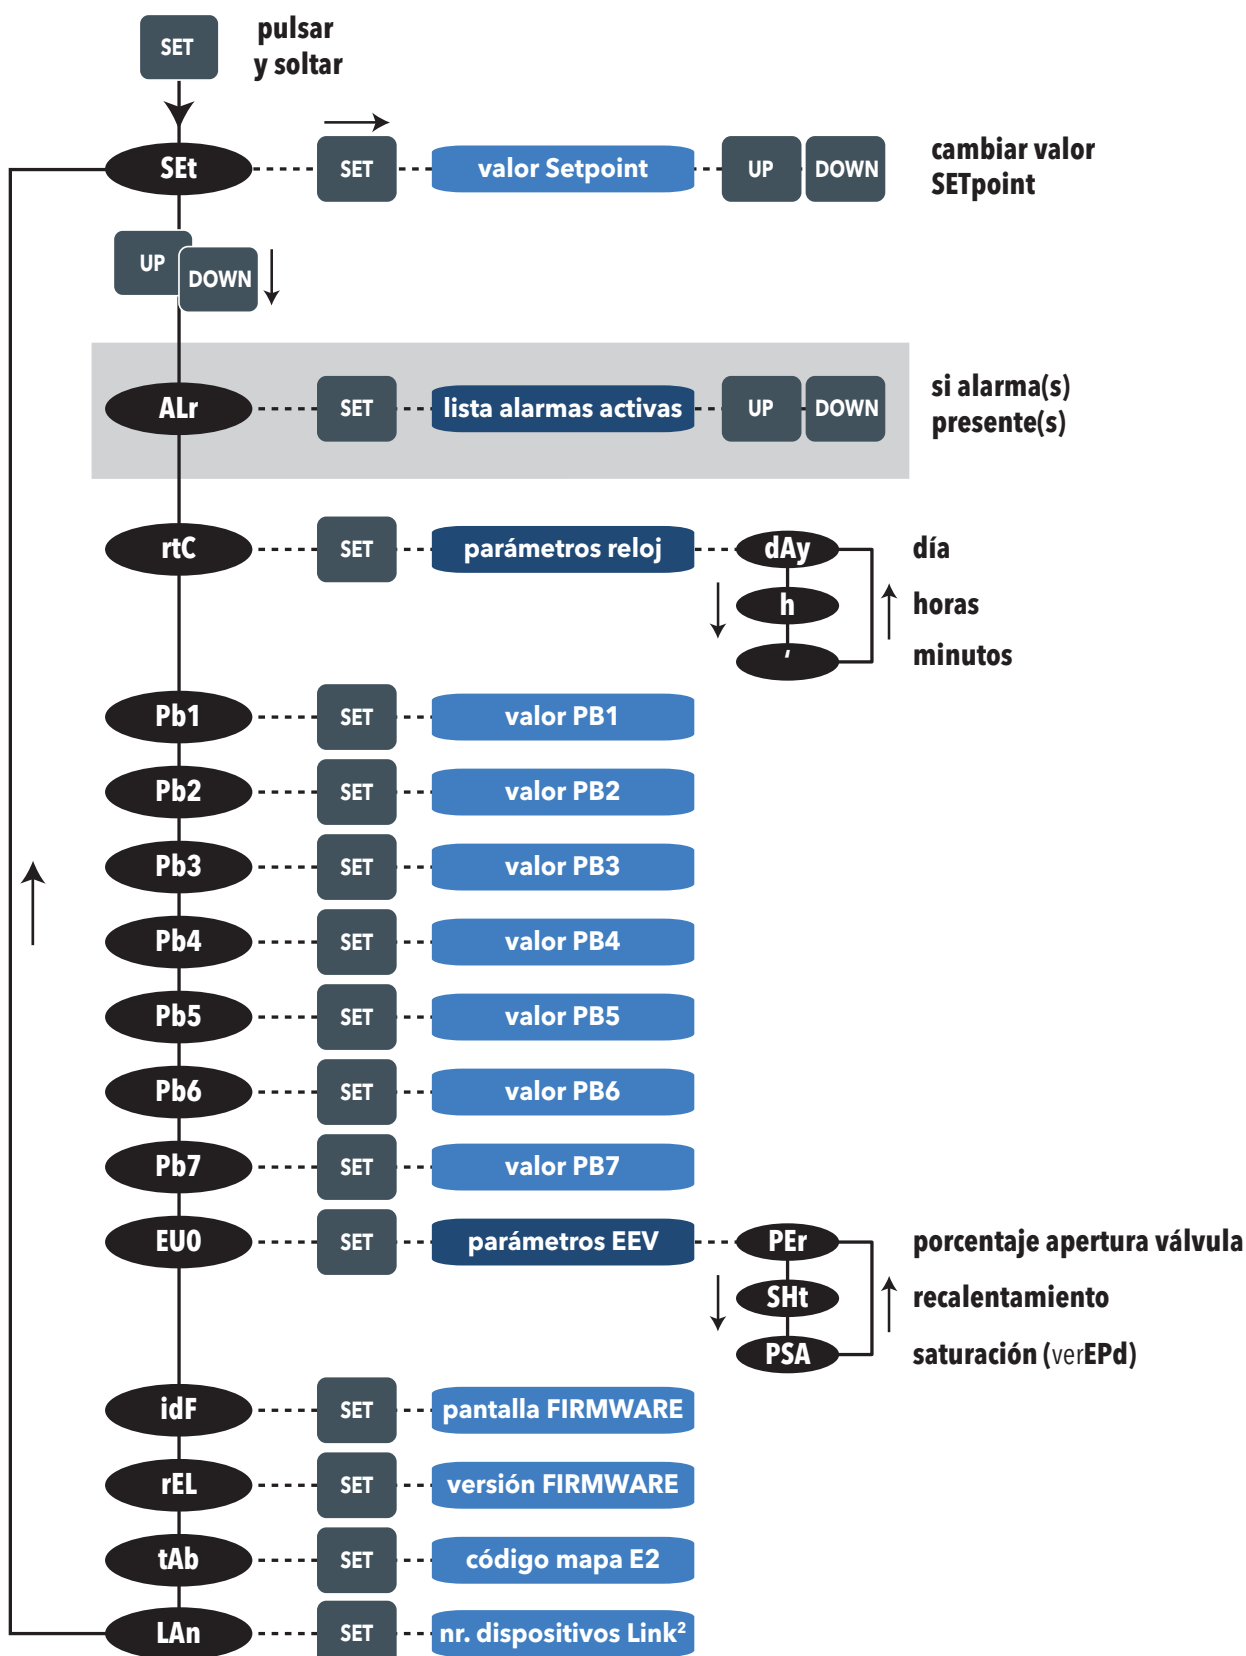 SET
pulsar
y soltar
SEt SET valor Setpoint UP DOWN
cambiar valor
SETpoint
UP
DOWN
ALr SET lista alarmas activas UP DOWN
si alarma(s)
presente(s)
rtC SET parámetros reloj dAy día
h horas
' minutos
Pb1 SET valor PB1
Pb2 SET valor PB2
Pb3 SET valor PB3
Pb4 SET valor PB4
Pb5 SET valor PB5
Pb6 SET valor PB6
Pb7 SET valor PB7
EU0 SET parámetros EEV PEr porcentaje apertura válvula
SHt recalentamiento
PSA saturación (verEPd)
idF SET pantalla FIRMWARE
rEL SET versión FIRMWARE
tAb SET código mapa E2
LAn SET nr. dispositivos Link²